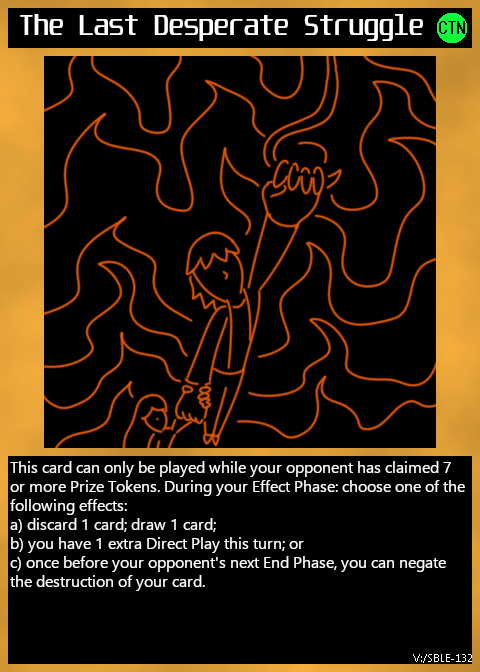 The Last Desperate Struggle CTN
This card can only be played while your opponent has claimed 7
or more Prize Tokens. During your Effect Phase: choose one of the
following effects:
a) discard 1 card; draw 1 card;
b) you have 1 extra Direct Play this turn; or
c) once before your opponent's next End Phase, you can negate
the destruction of your card.
V:/SBLE-132